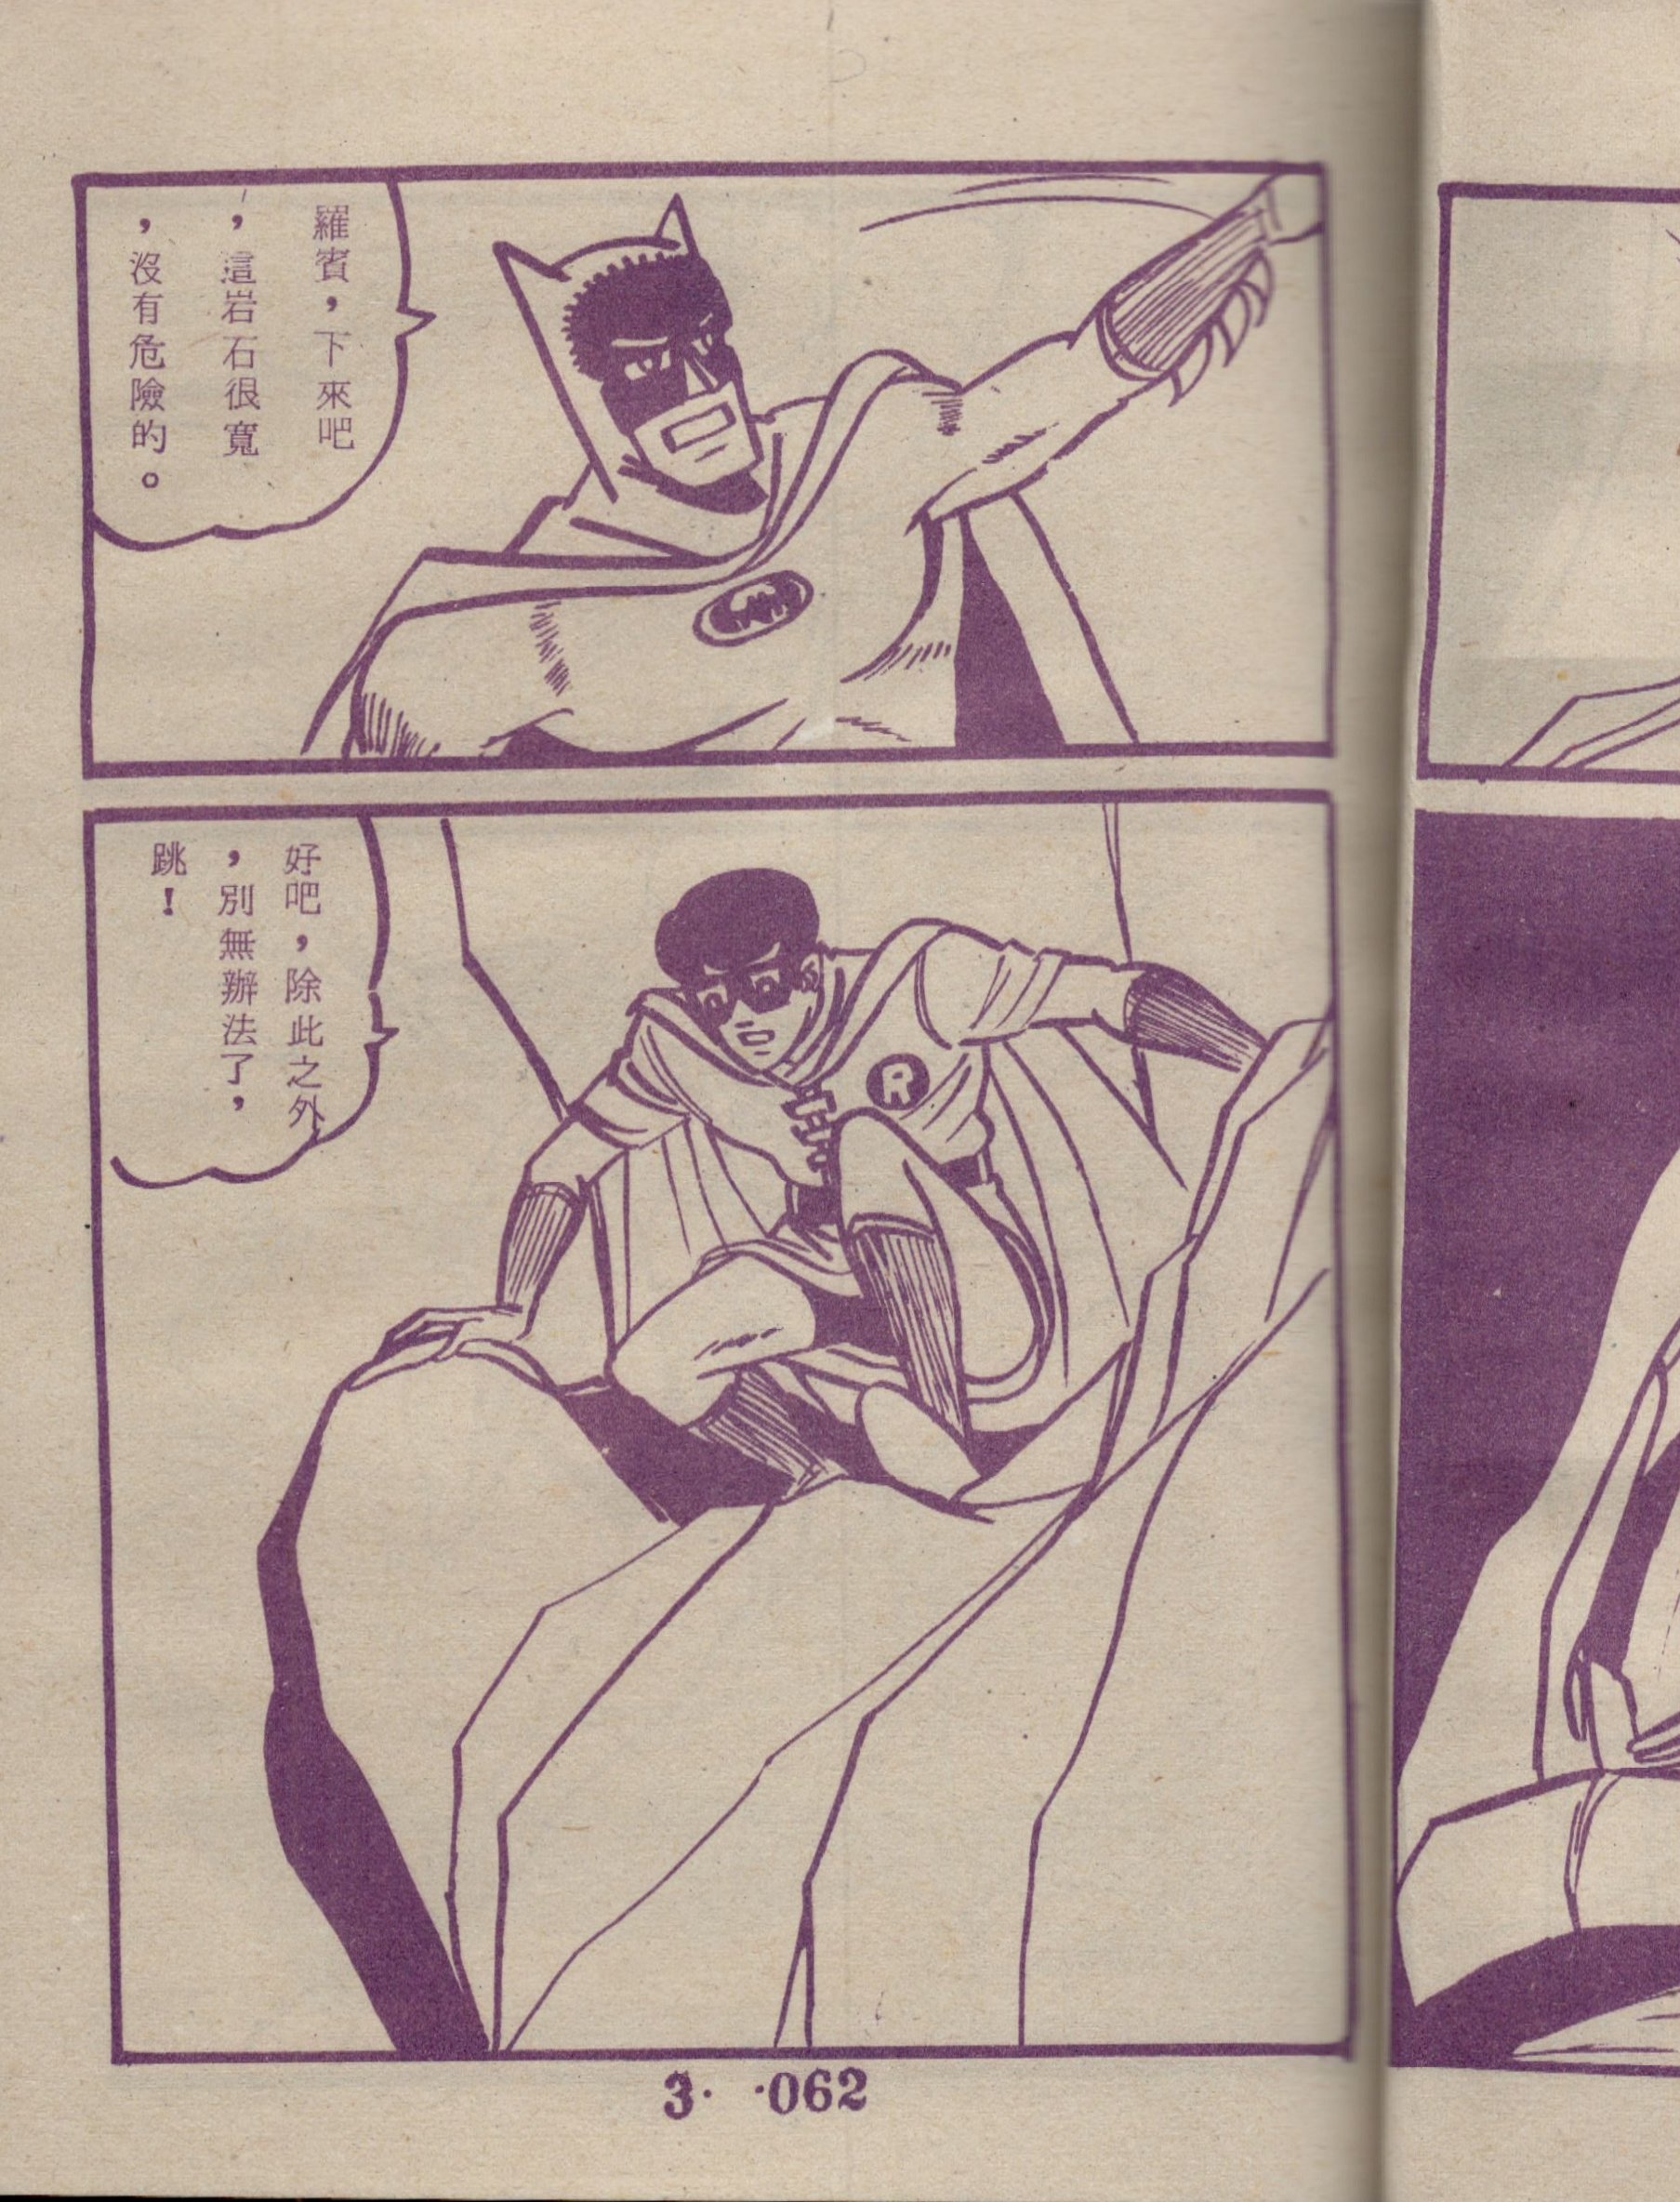 羅賓，下來吧
，這岩石很寬
，沒有危險的。
好吧，除此之外
，別無辦法了，
跳！
R
3· ·062